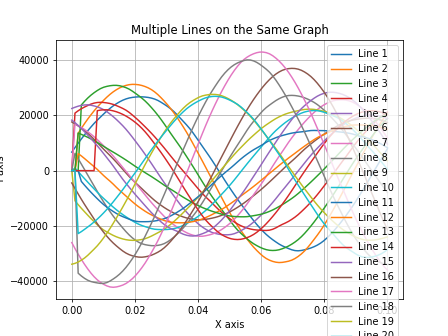 Multiple Lines on the Same Graph
40000
20000
0
−20000
−40000
0.00
0.02
0.04
0.06
X axis
Line 1
Line 2
Line 3
Line 4
Line 5
Line 6
Line 7
Line 8
Line 9
Line 10
Line 11
Line 12
Line 13
Line 14
Line 15
Line 16
Line 17
Line 18
Line 19
Line 20